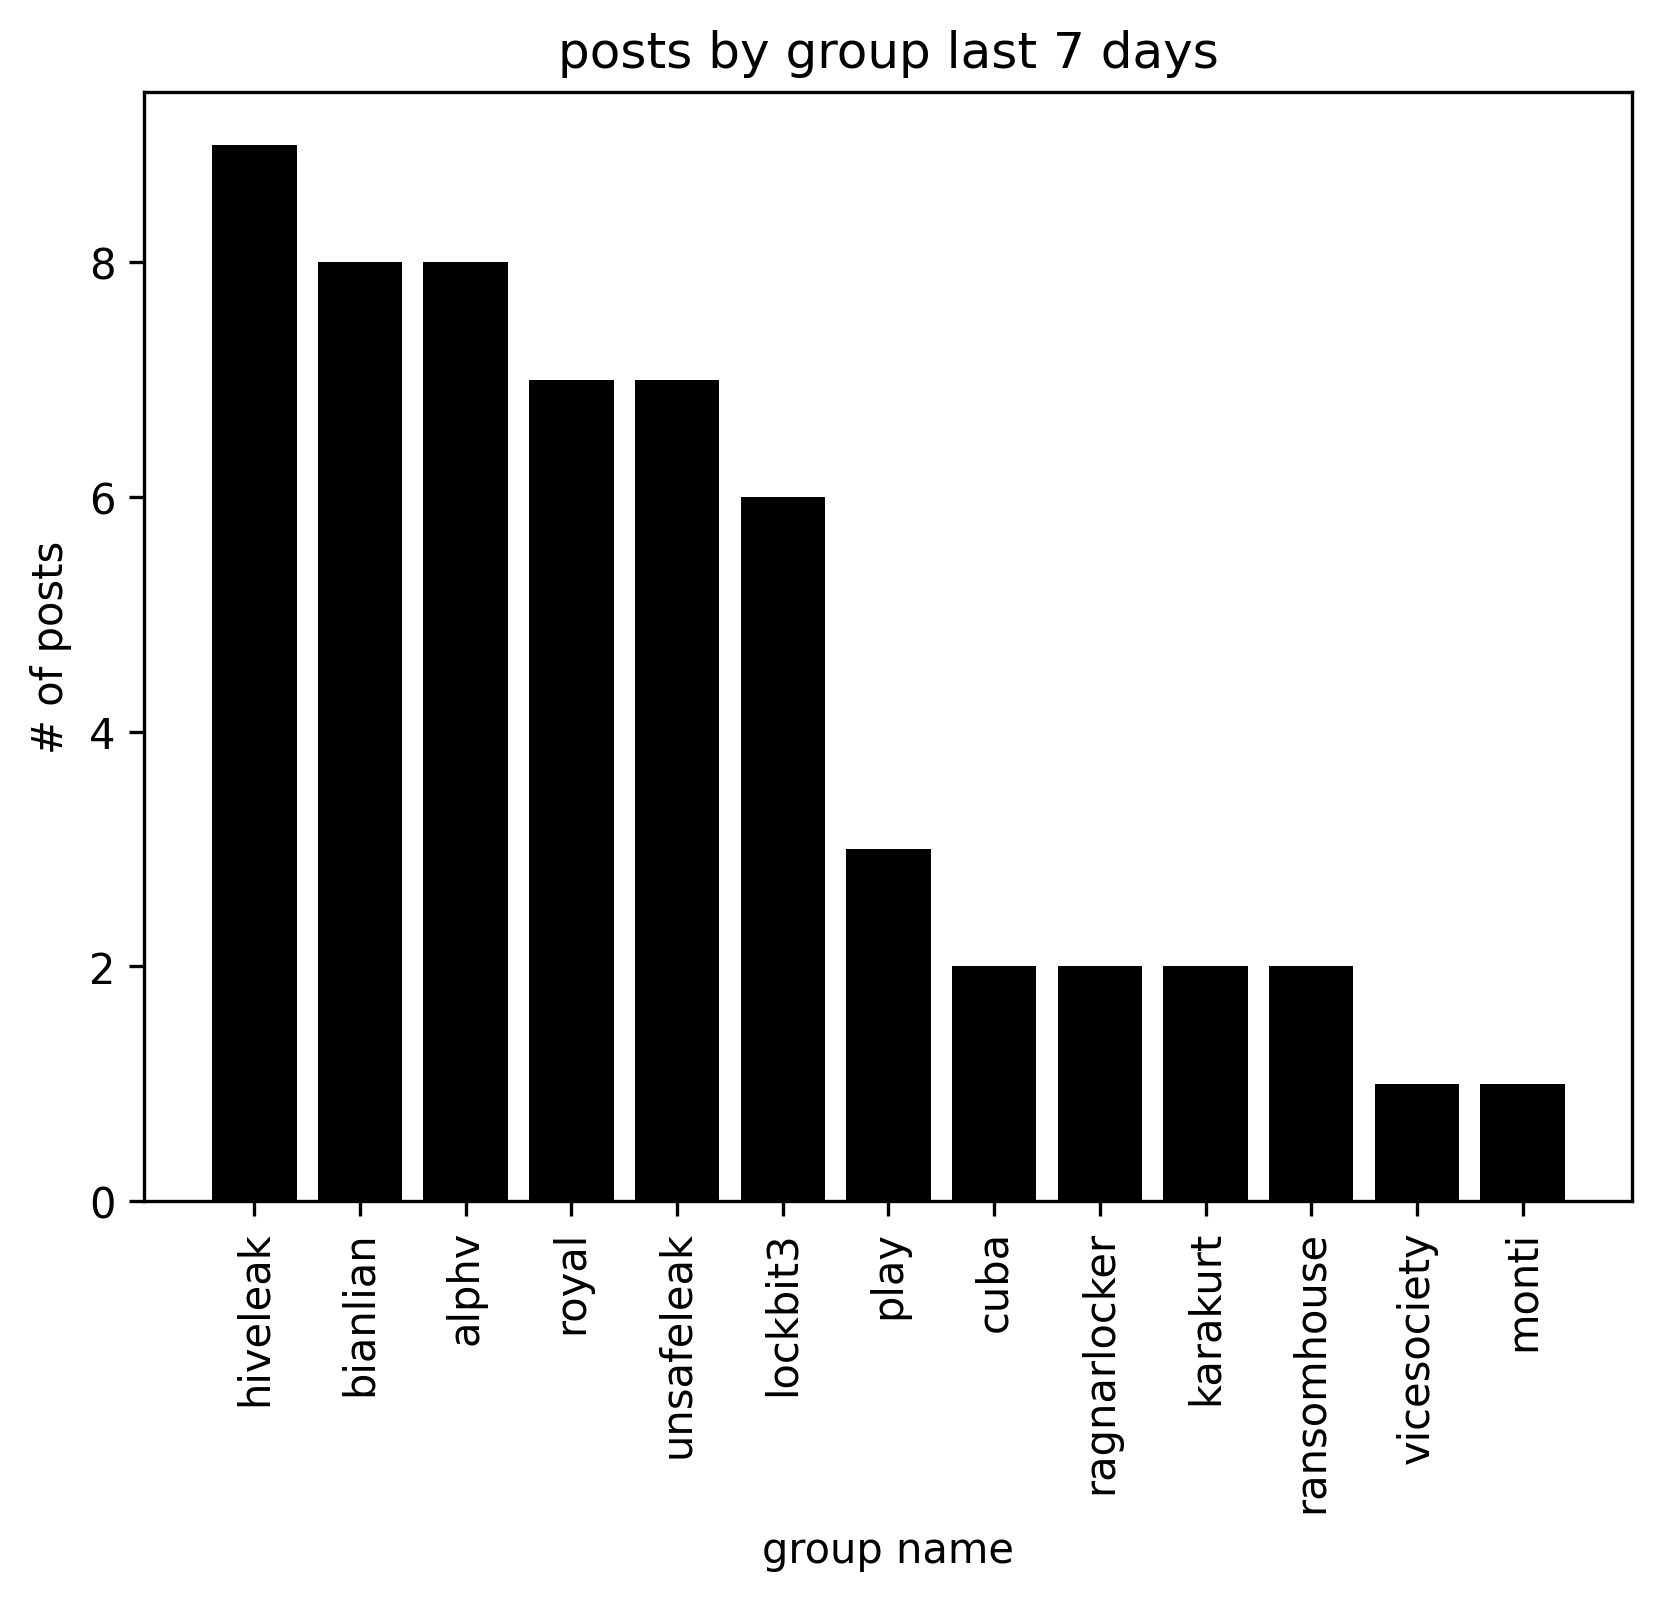 posts by group last 7 days
# of posts
8
6
4
2
0
hiveleak
bianlian
alphv
royal
unsafeleak
lockbit3
play
cuba
ragnarlocker
karakurt
ransomhouse
vicesociety
monti
group name